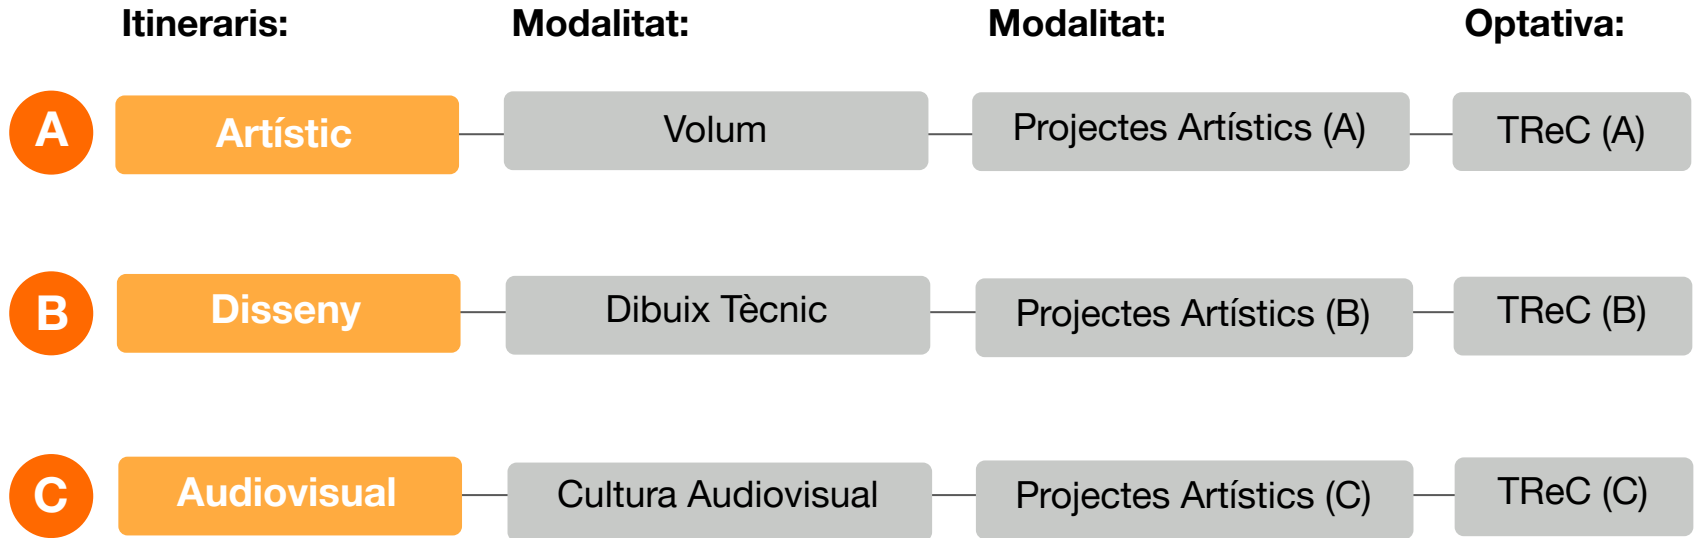 Itineraris: Modalitat: Modalitat: Optativa:
A Artístic Volum Projectes Artístics (A) TReC (A)
B Disseny Dibuix Tècnic Projectes Artístics (B) TReC (B)
C Audiovisual Cultura Audiovisual Projectes Artístics (C) TReC (C)